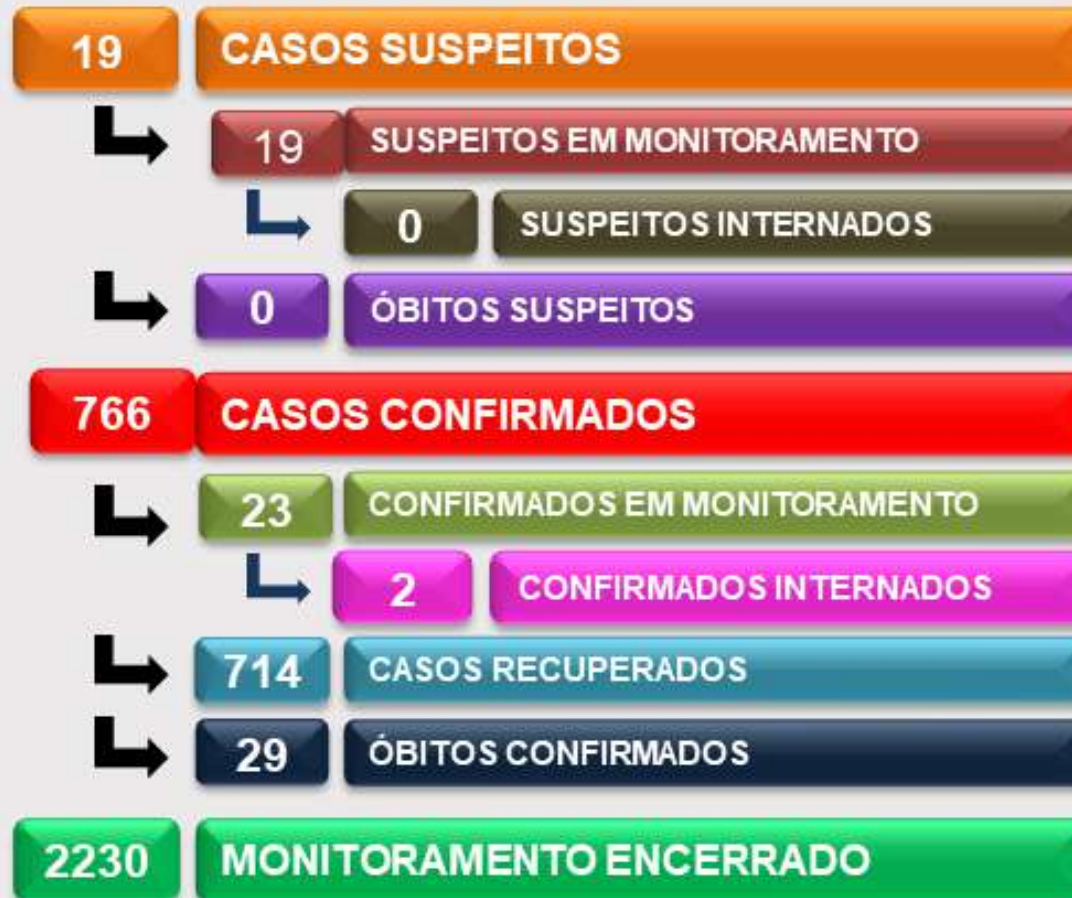 19 CASOS SUSPEITOS
19 SUSPEITOS EM MONITORAMENTO
0 SUSPEITOS INTERNADOS
0 ÓBITOS SUSPEITOS
766 CASOS CONFIRMADOS
23 CONFIRMADOS EM MONITORAMENTO
2 CONFIRMADOS INTERNADOS
714 CASOS RECUPERADOS
29 ÓBITOS CONFIRMADOS
2230 MONITORAMENTO ENCERRADO